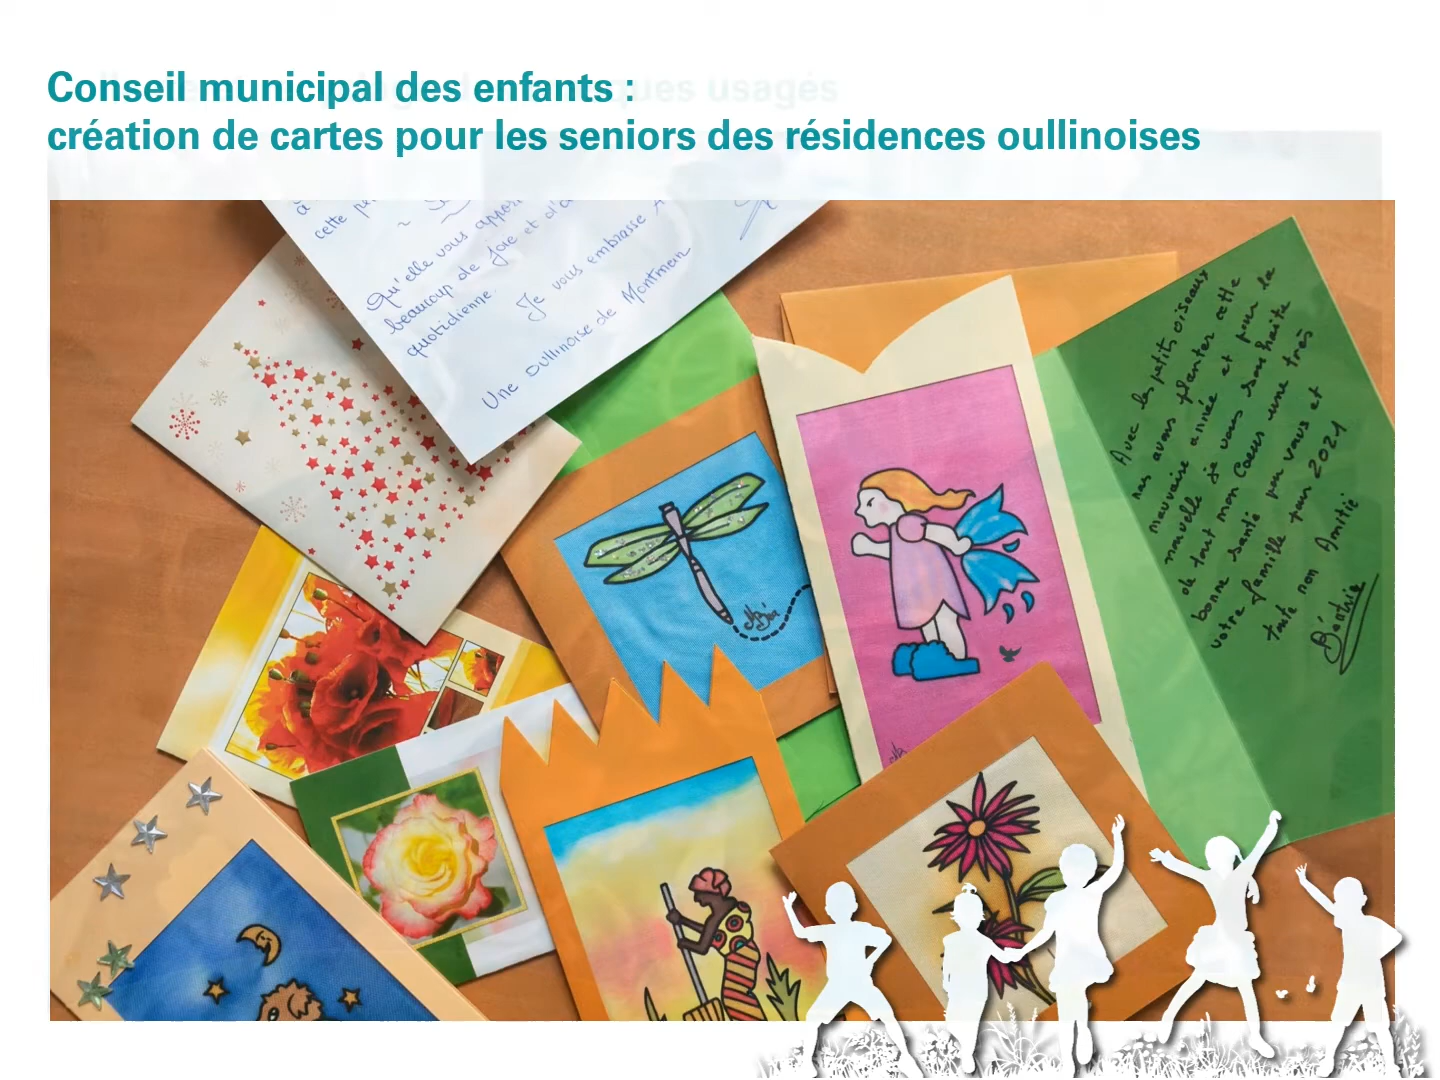 Conseil municipal des enfants :
création de cartes pour les seniors des résidences oullinoises
usagés
à
cette
Qu'elle vous apport
beaucoup de joie et d'a
quotidienne.
Je vous embrasse
Une oullinoise de Montmein
Avec les petits oiseaux
nous avons planter cette
mauvaise année et pour la
nouvelle je vous souhaite
de tout mon Coeur une très
bonne santé pour vous et
votre famille pour 2021
toute mon Amitié
Béatrice